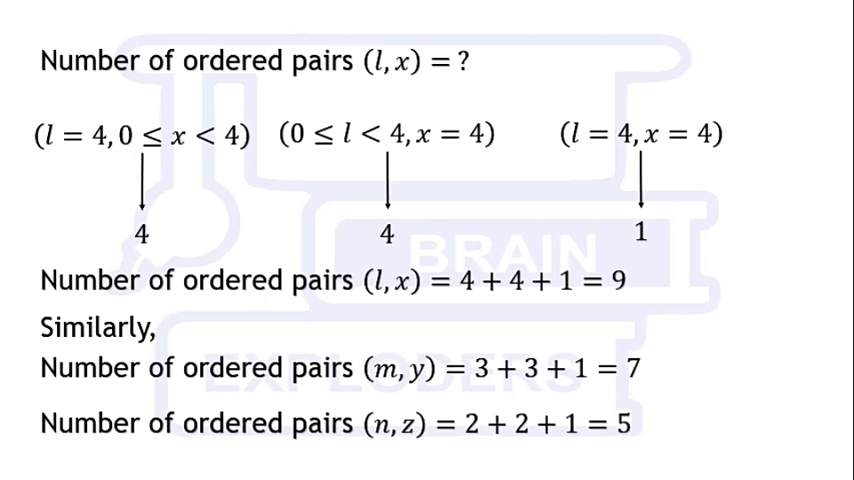 Number of ordered pairs (l, x) = ?
(l = 4, 0 ≤ x < 4) (0 ≤ l < 4, x = 4) (l = 4, x = 4)
4 4 1
BRAIN
Number of ordered pairs (l, x) = 4 + 4 + 1 = 9
Similarly,
Number of ordered pairs (m, y) = 3 + 3 + 1 = 7
EXPLODERS
Number of ordered pairs (n, z) = 2 + 2 + 1 = 5